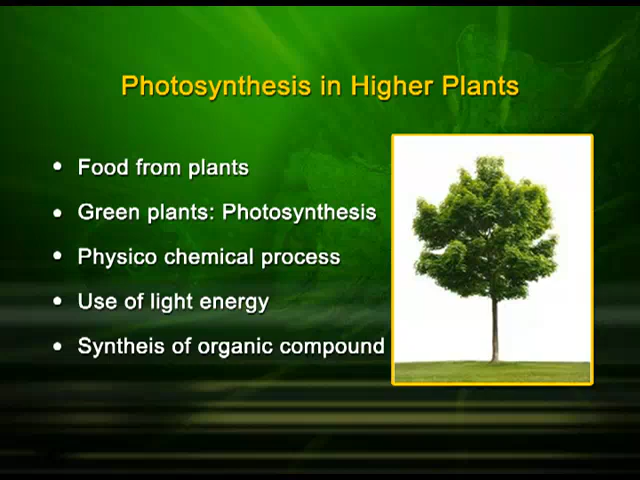 Photosynthesis in Higher Plants
• Food from plants
• Green plants: Photosynthesis
• Physico chemical process
• Use of light energy
• Syntheis of organic compound